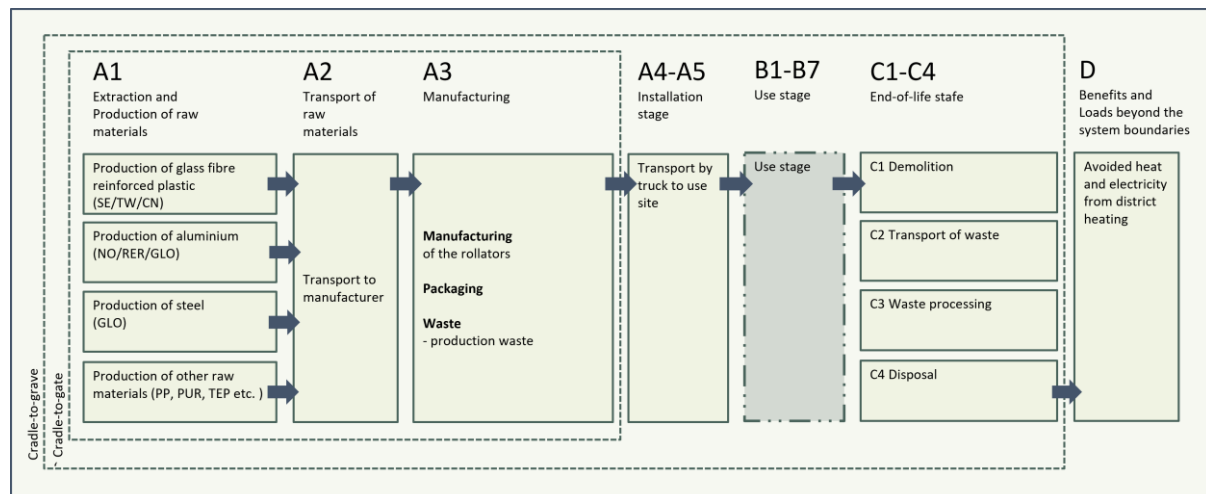 A1
Extraction and
Production of raw
materials
A2
Transport of
raw
materials
A3
Manufacturing
A4-A5
Installation
stage
B1-B7
Use stage
C1-C4
End-of-life stafe
D
Benefits and
Loads beyond the
system boundaries
Production of glass fibre
reinforced plastic
(SE/TW/CN)
Production of aluminium
(NO/RER/GLO)
Production of steel
(GLO)
Production of other raw
materials (PP, PUR, TEP etc. )
Transport to
manufacturer
Manufacturing
of the rollators
Packaging
Waste
- production waste
Transport by
truck to use
site
Use stage
C1 Demolition
C2 Transport of waste
C3 Waste processing
C4 Disposal
Avoided heat
and electricity
from district
heating
Cradle-to-grave
Cradle-to-gate